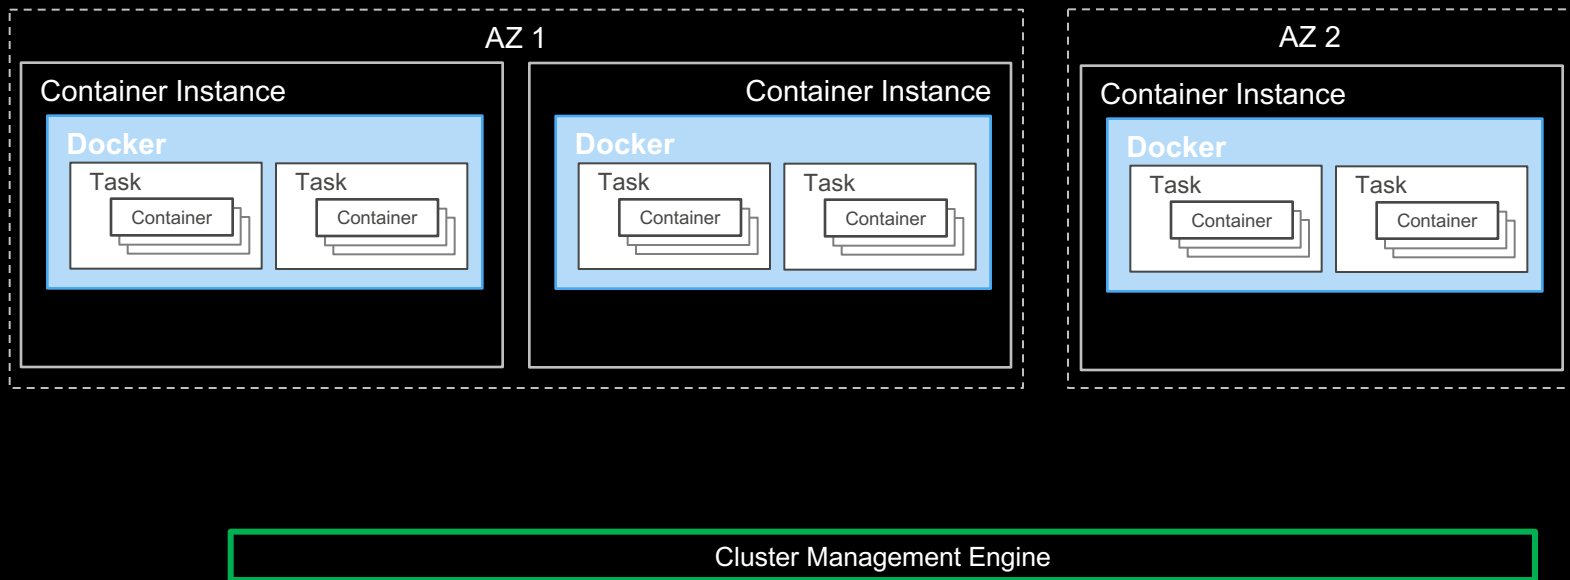 AZ 1
Container Instance
Docker
Task
Container
Task
Container
Container Instance
Docker
Task
Container
Task
Container
AZ 2
Container Instance
Docker
Task
Container
Task
Container
Cluster Management Engine